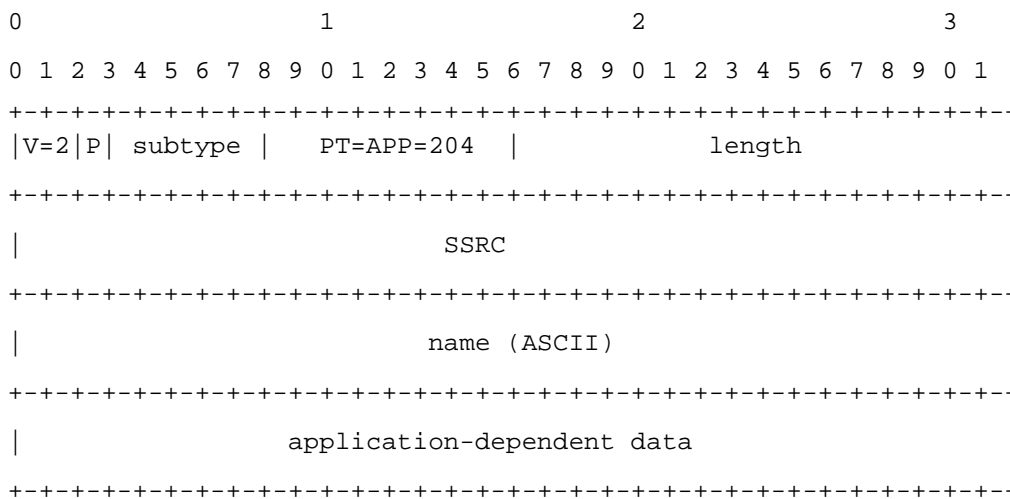 0                   1                   2                   3
0 1 2 3 4 5 6 7 8 9 0 1 2 3 4 5 6 7 8 9 0 1 2 3 4 5 6 7 8 9 0 1
+-+-+-+-+-+-+-+-+-+-+-+-+-+-+-+-+-+-+-+-+-+-+-+-+-+-+-+-+-+-+-+--
|V=2|P| subtype |   PT=APP=204  |            length
+-+-+-+-+-+-+-+-+-+-+-+-+-+-+-+-+-+-+-+-+-+-+-+-+-+-+-+-+-+-+-+--
|                           SSRC
+-+-+-+-+-+-+-+-+-+-+-+-+-+-+-+-+-+-+-+-+-+-+-+-+-+-+-+-+-+-+-+--
|                          name (ASCII)
+-+-+-+-+-+-+-+-+-+-+-+-+-+-+-+-+-+-+-+-+-+-+-+-+-+-+-+-+-+-+-+--
|                 application-dependent data
+-+-+-+-+-+-+-+-+-+-+-+-+-+-+-+-+-+-+-+-+-+-+-+-+-+-+-+-+-+-+-+--